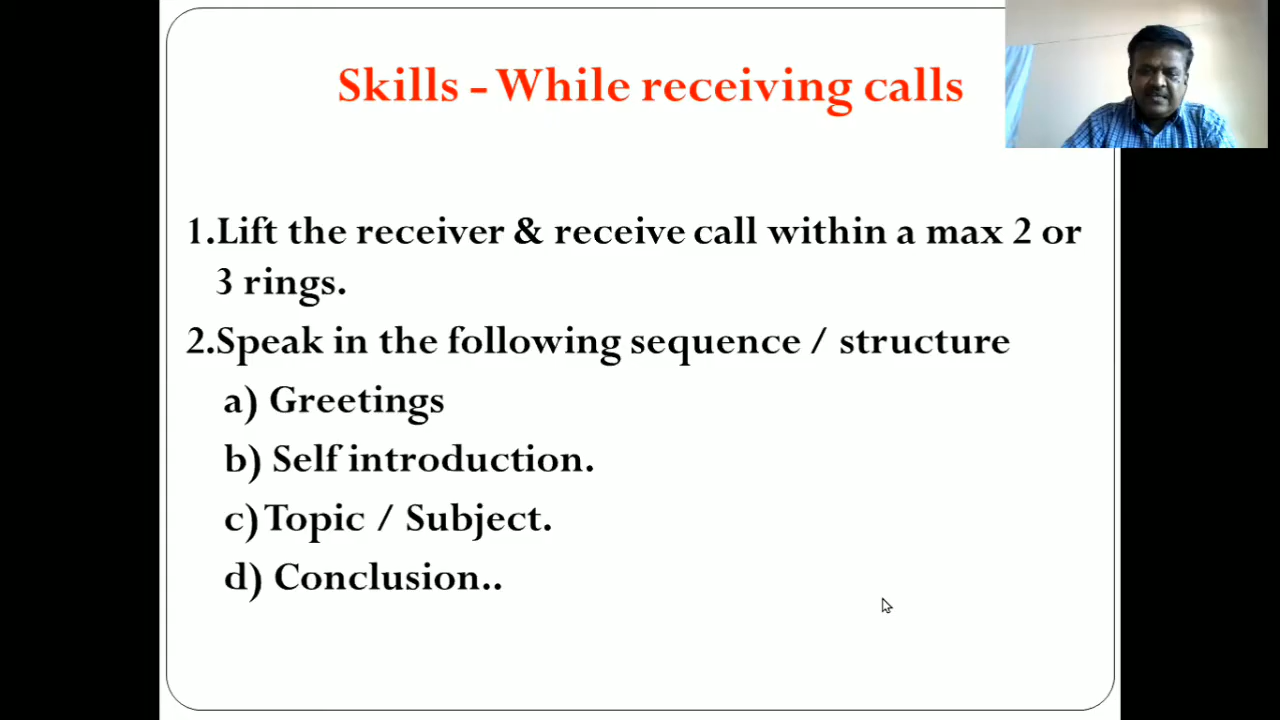 Skills - While receiving calls
1.Lift the receiver & receive call within a max 2 or
3 rings.
2.Speak in the following sequence / structure
a) Greetings
b) Self introduction.
c) Topic / Subject.
d) Conclusion..